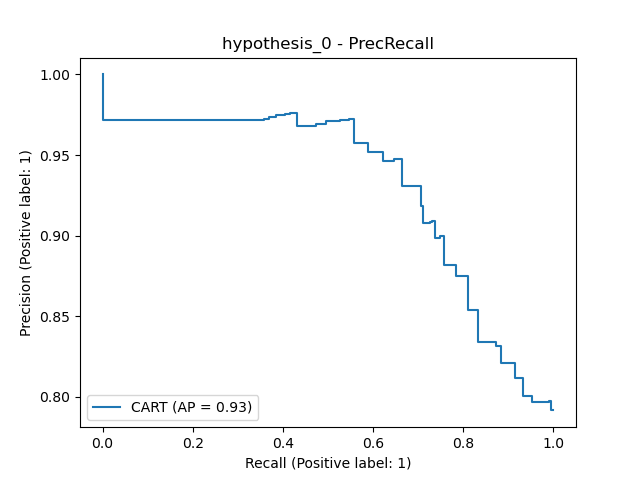 hypothesis_0 - PrecRecall
Precision (Positive label: 1)
1.00
0.95
0.90
0.85
0.80
CART (AP = 0.93)
0.0 0.2 0.4 0.6 0.8 1.0
Recall (Positive label: 1)